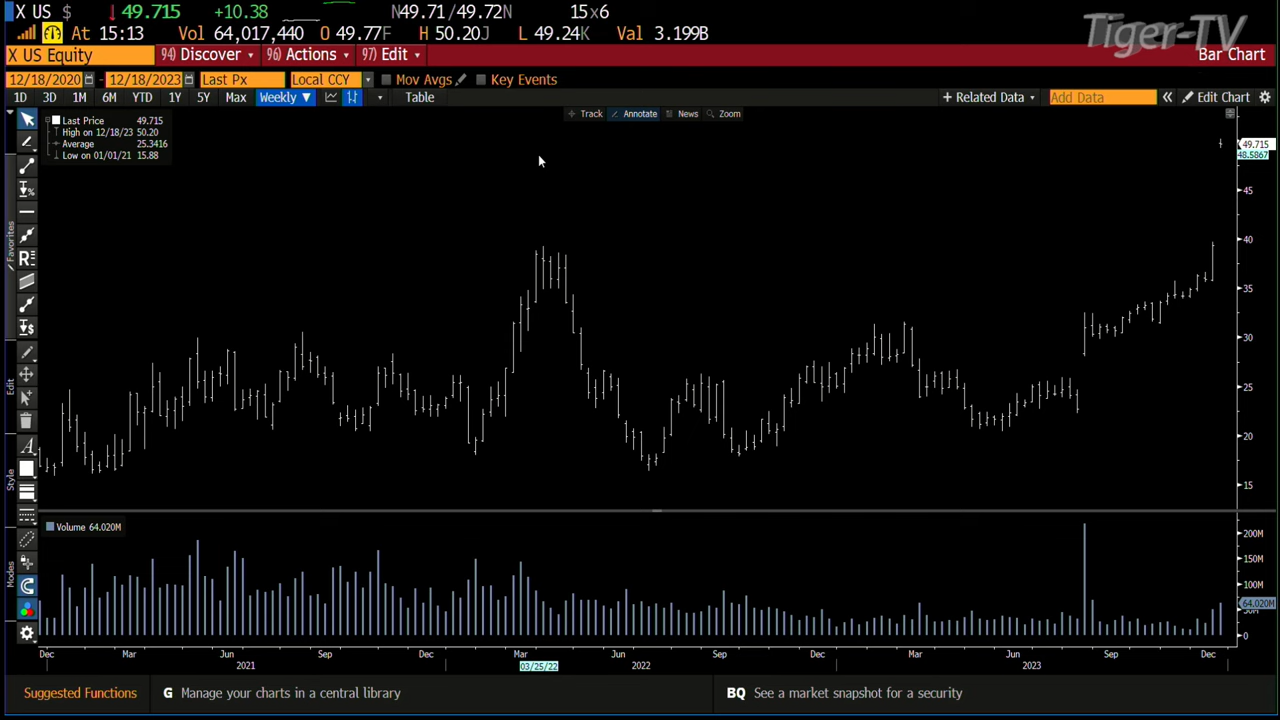 X US $ ↓49.715 +10.38 N49.71/49.72N 15x6
At 15:13 Vol 64,017,440 O 49.77F H 50.20J L 49.24K Val 3.199B
Tiger-TV
X US Equity 94) Discover 96) Actions 97) Edit Bar Chart
12/18/2020 - 12/18/2023 Last Px Local CCY Mov Avgs Key Events
1D 3D 1M 6M YTD 1Y 5Y Max Weekly ▼ Table + Related Data Add Data « Edit Chart
Track Annotate News Zoom
Last Price 49.715
High on 12/18/23 50.20
Average 25.3416
Low on 01/01/21 15.88
49.715
48.5867
45
40
35
30
25
20
15
Favorites
Edit
Style
Modes
Volume 64.020M
200M
150M
100M
64.020M
50M
0
Dec Mar Jun Sep Dec Mar Jun Sep Dec Mar Jun Sep Dec
2021 03/25/22 2022 2023
Suggested Functions G Manage your charts in a central library BQ See a market snapshot for a security